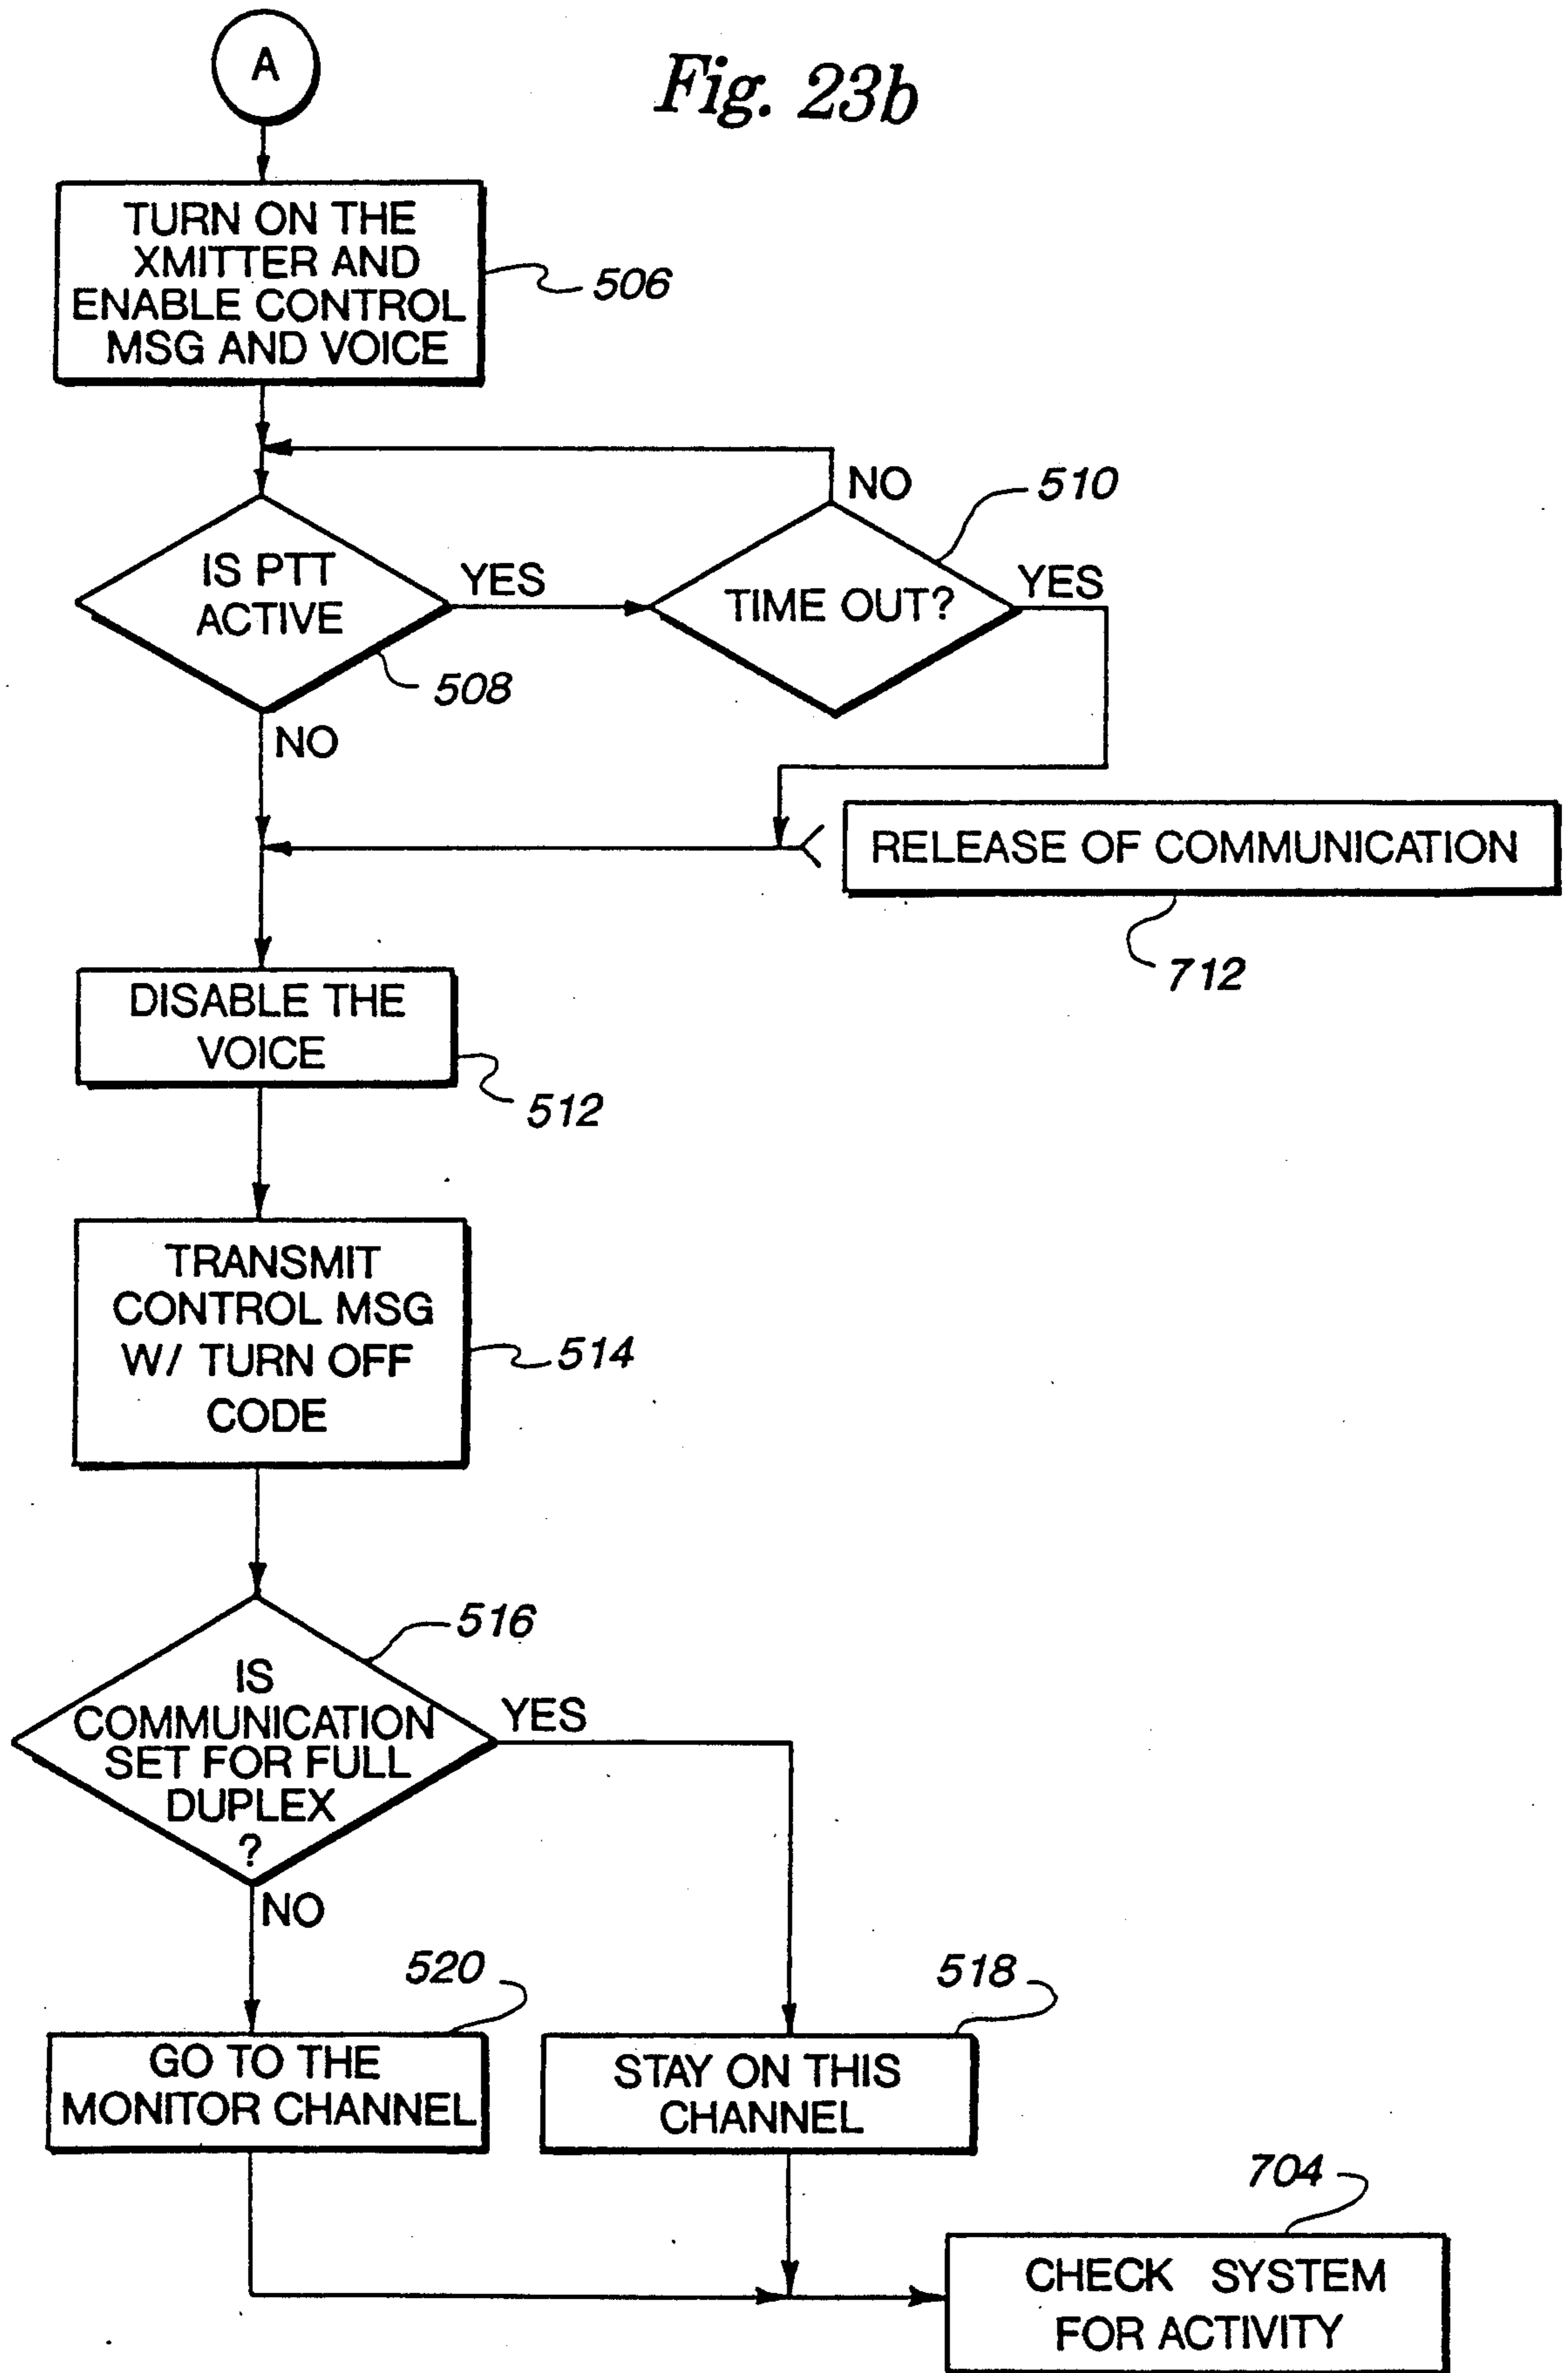 A
Fig. 23b
TURN ON THE
XMITTER AND
ENABLE CONTROL
MSG AND VOICE
506
NO
510
IS PTT
ACTIVE
YES
TIME OUT?
YES
508
NO
RELEASE OF COMMUNICATION
712
DISABLE THE
VOICE
512
TRANSMIT
CONTROL MSG
W/ TURN OFF
CODE
514
516
IS
COMMUNICATION
SET FOR FULL
DUPLEX
?
YES
NO
520
518
GO TO THE
MONITOR CHANNEL
STAY ON THIS
CHANNEL
704
CHECK SYSTEM
FOR ACTIVITY